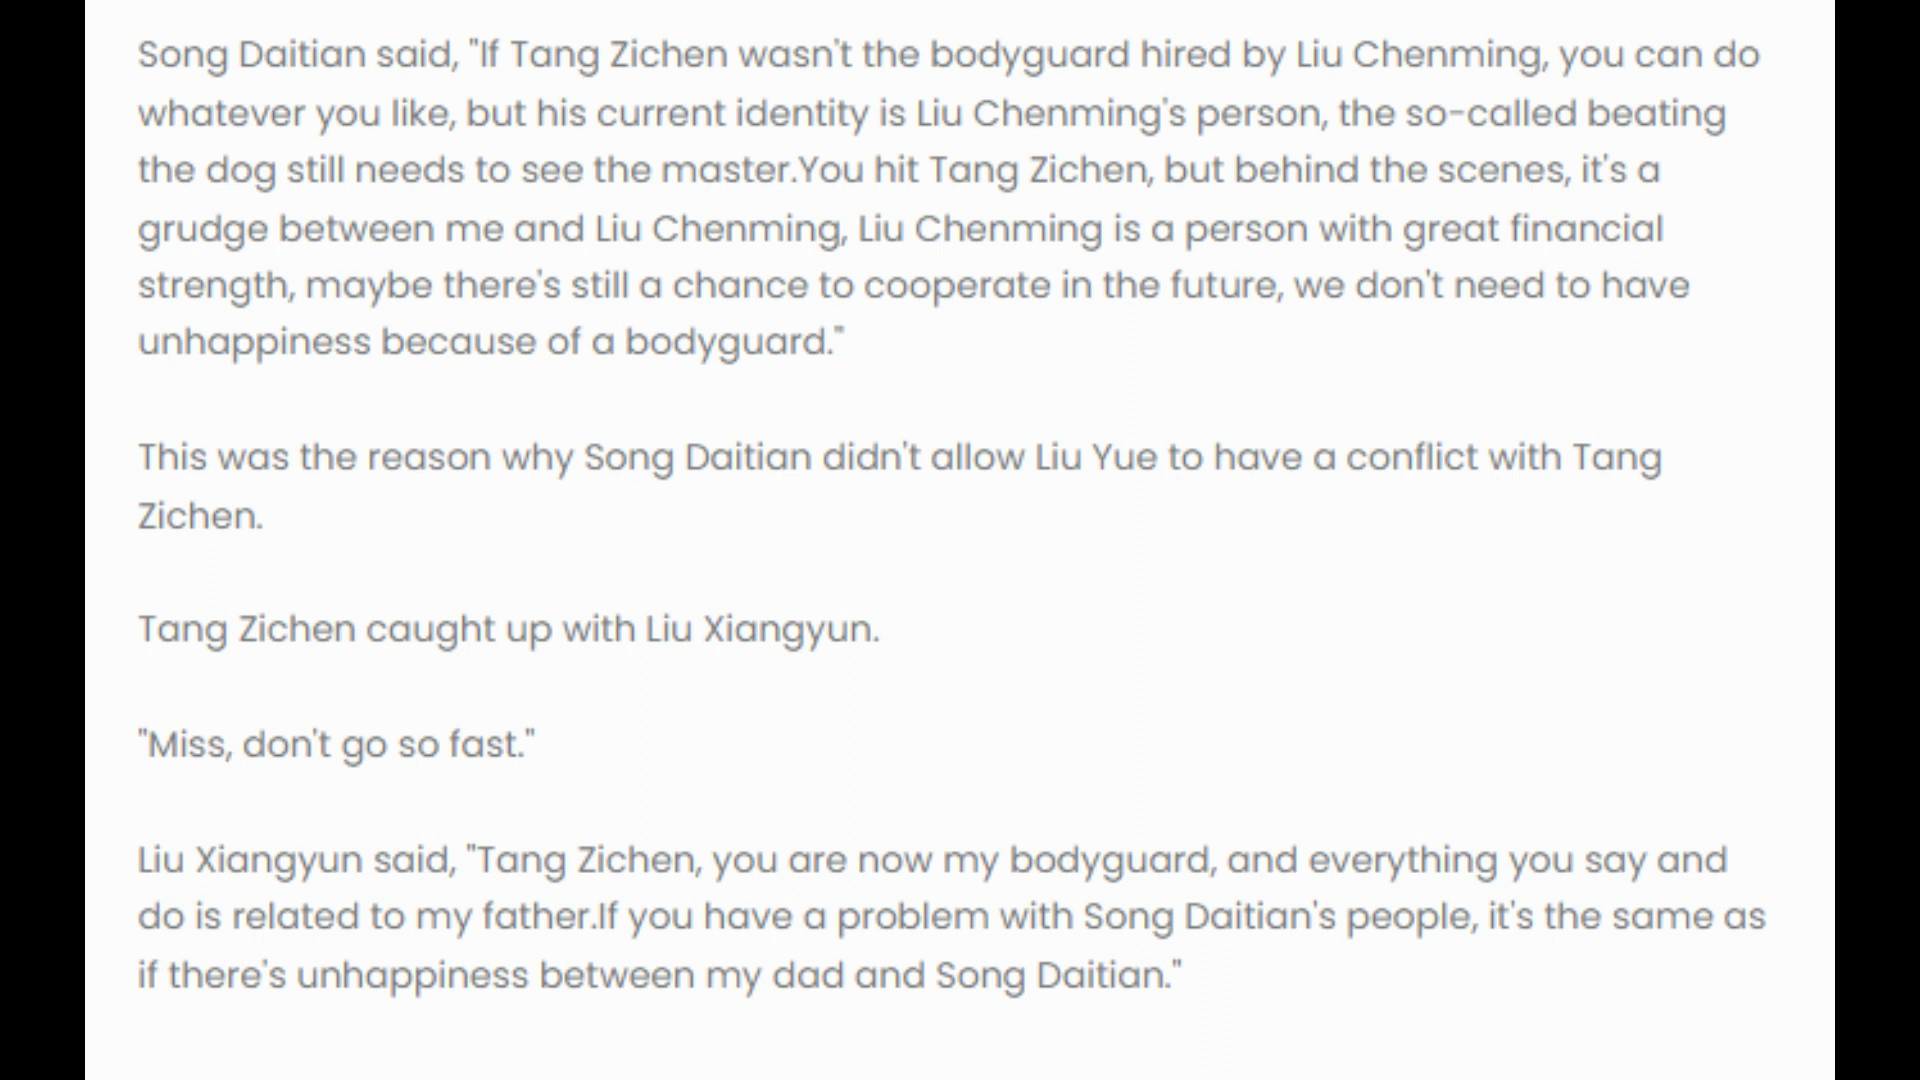 Song Daitian said, "If Tang Zichen wasn't the bodyguard hired by Liu Chenming, you can do
whatever you like, but his current identity is Liu Chenming's person, the so-called beating
the dog still needs to see the master.You hit Tang Zichen, but behind the scenes, it's a
grudge between me and Liu Chenming, Liu Chenming is a person with great financial
strength, maybe there's still a chance to cooperate in the future, we don't need to have
unhappiness because of a bodyguard."
This was the reason why Song Daitian didn't allow Liu Yue to have a conflict with Tang
Zichen.
Tang Zichen caught up with Liu Xiangyun.
"Miss, don't go so fast."
Liu Xiangyun said, "Tang Zichen, you are now my bodyguard, and everything you say and
do is related to my father.If you have a problem with Song Daitian's people, it's the same as
if there's unhappiness between my dad and Song Daitian."